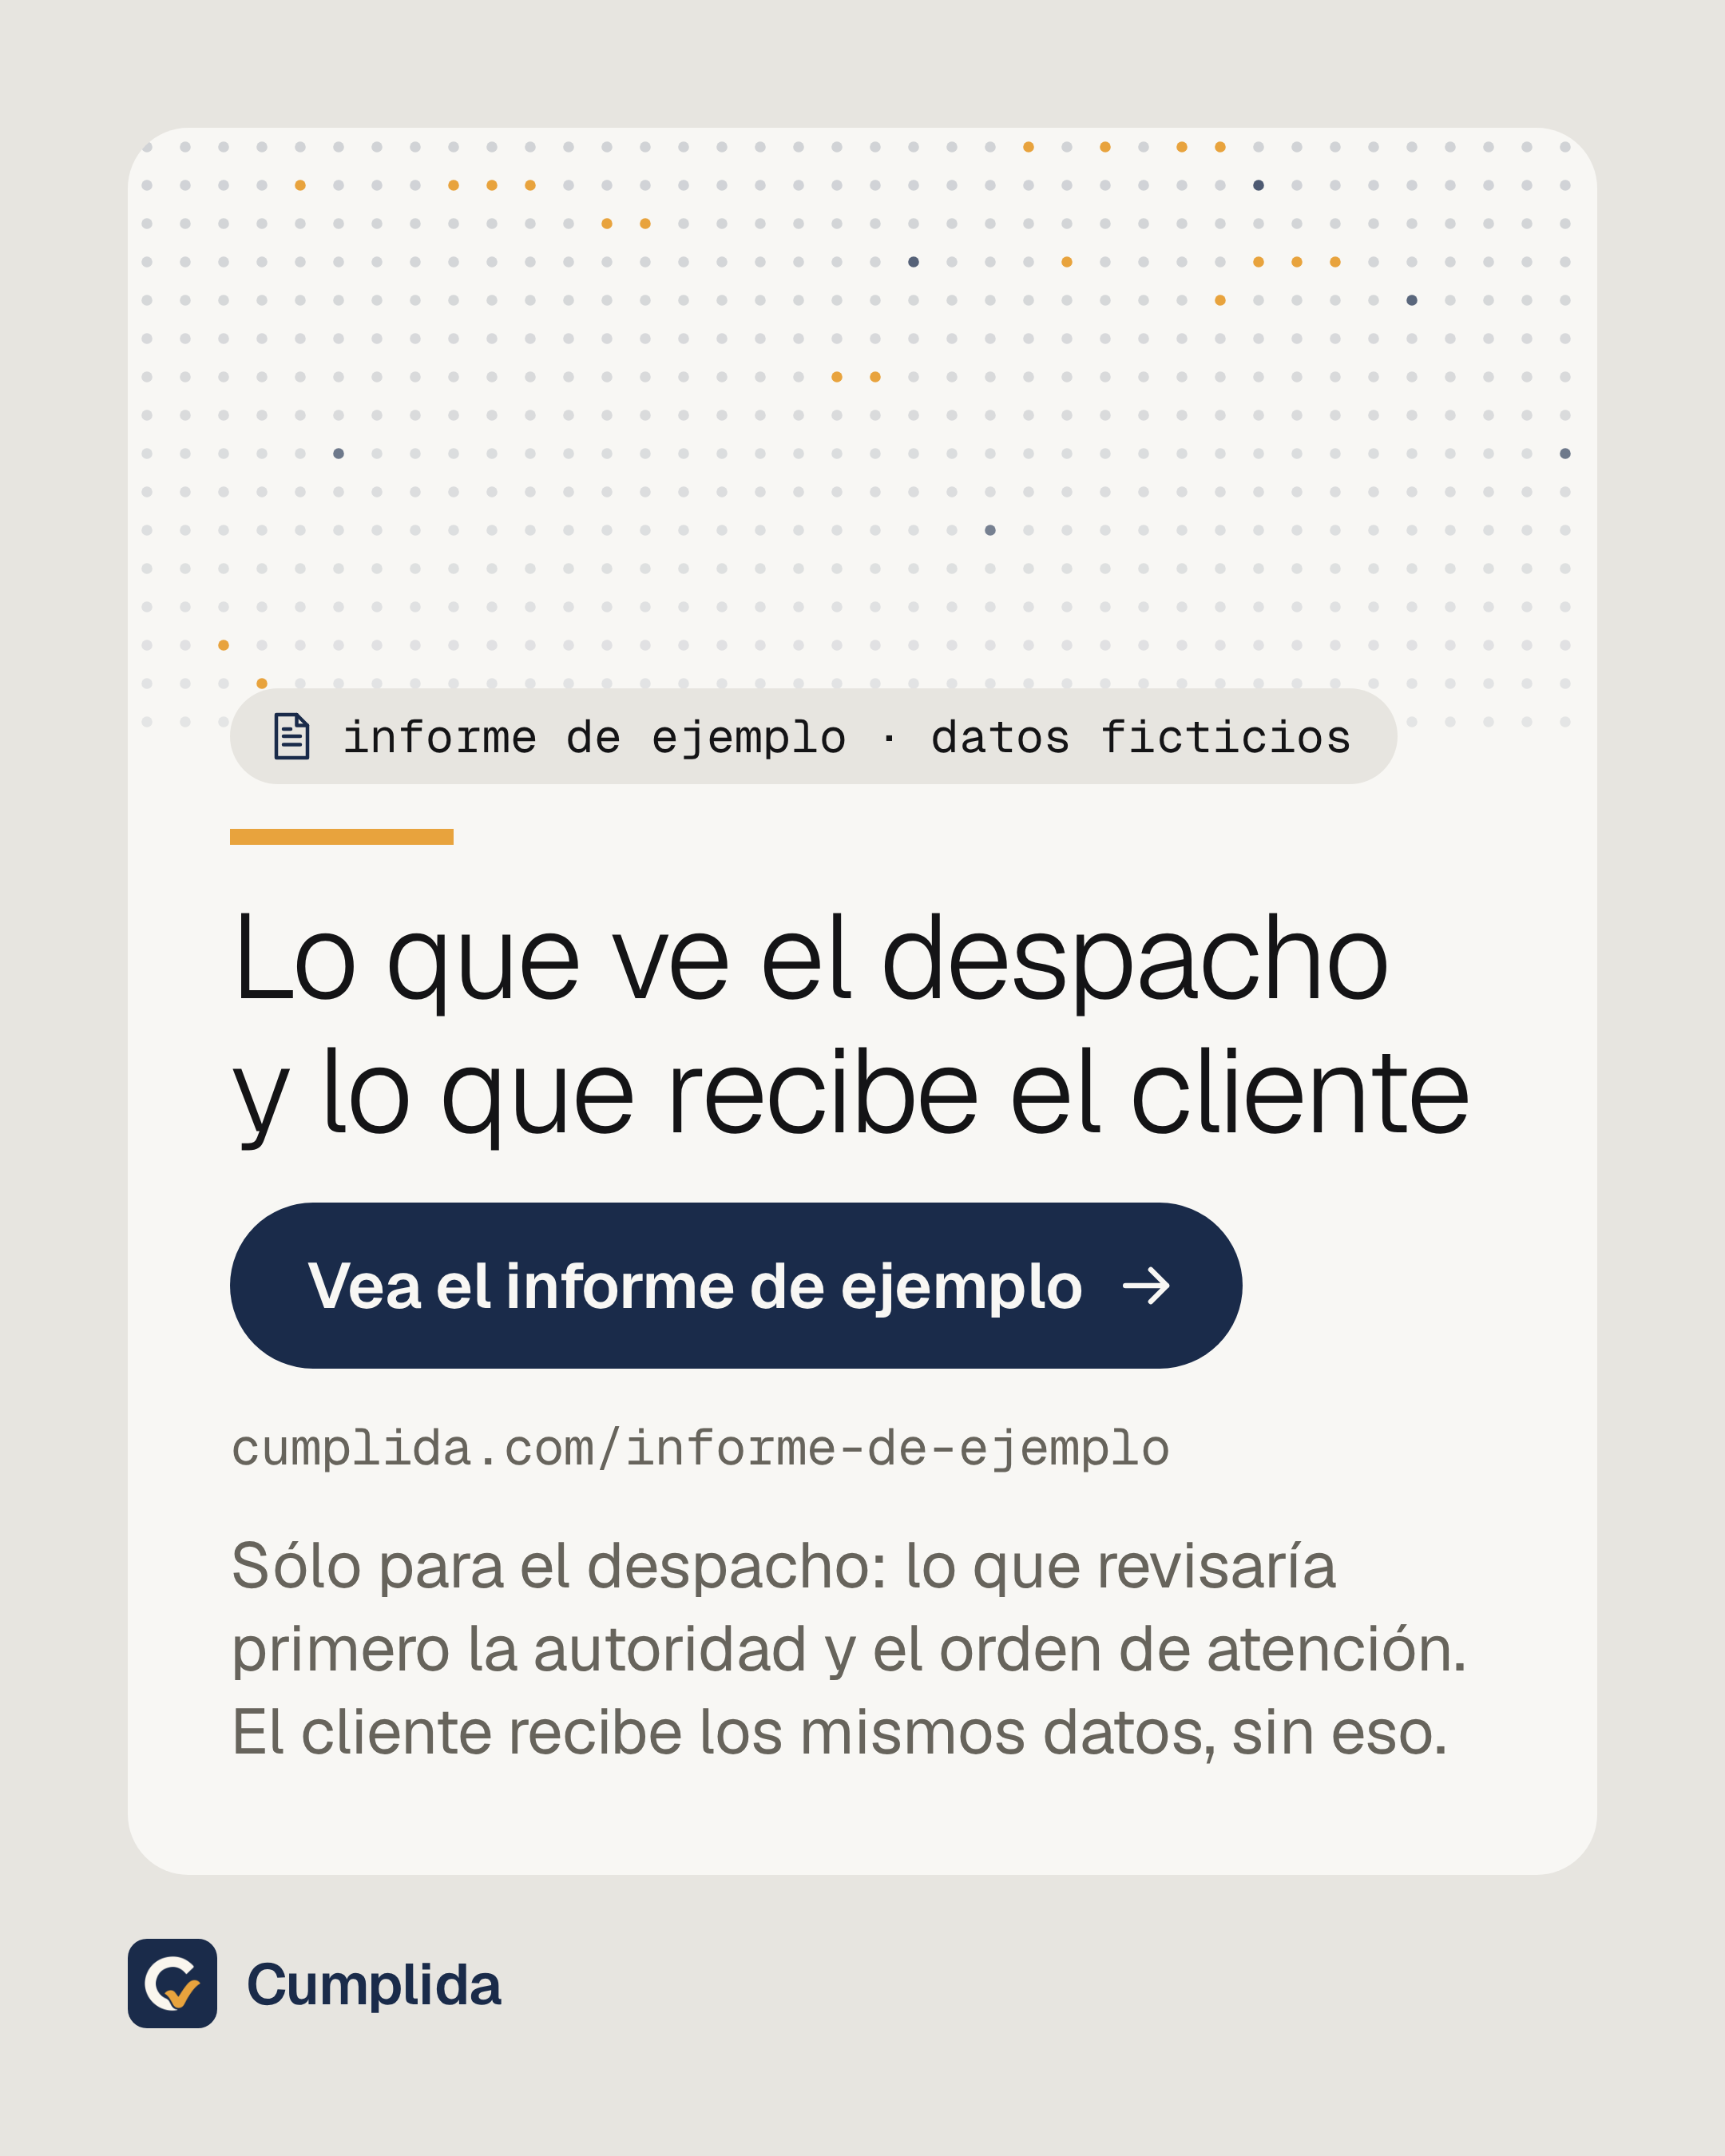 informe de ejemplo · datos ficticios
Lo que ve el despacho
y lo que recibe el cliente
Vea el informe de ejemplo →
cumplida.com/informe-de-ejemplo
Sólo para el despacho: lo que revisaría
primero la autoridad y el orden de atención.
El cliente recibe los mismos datos, sin eso.
Cumplida